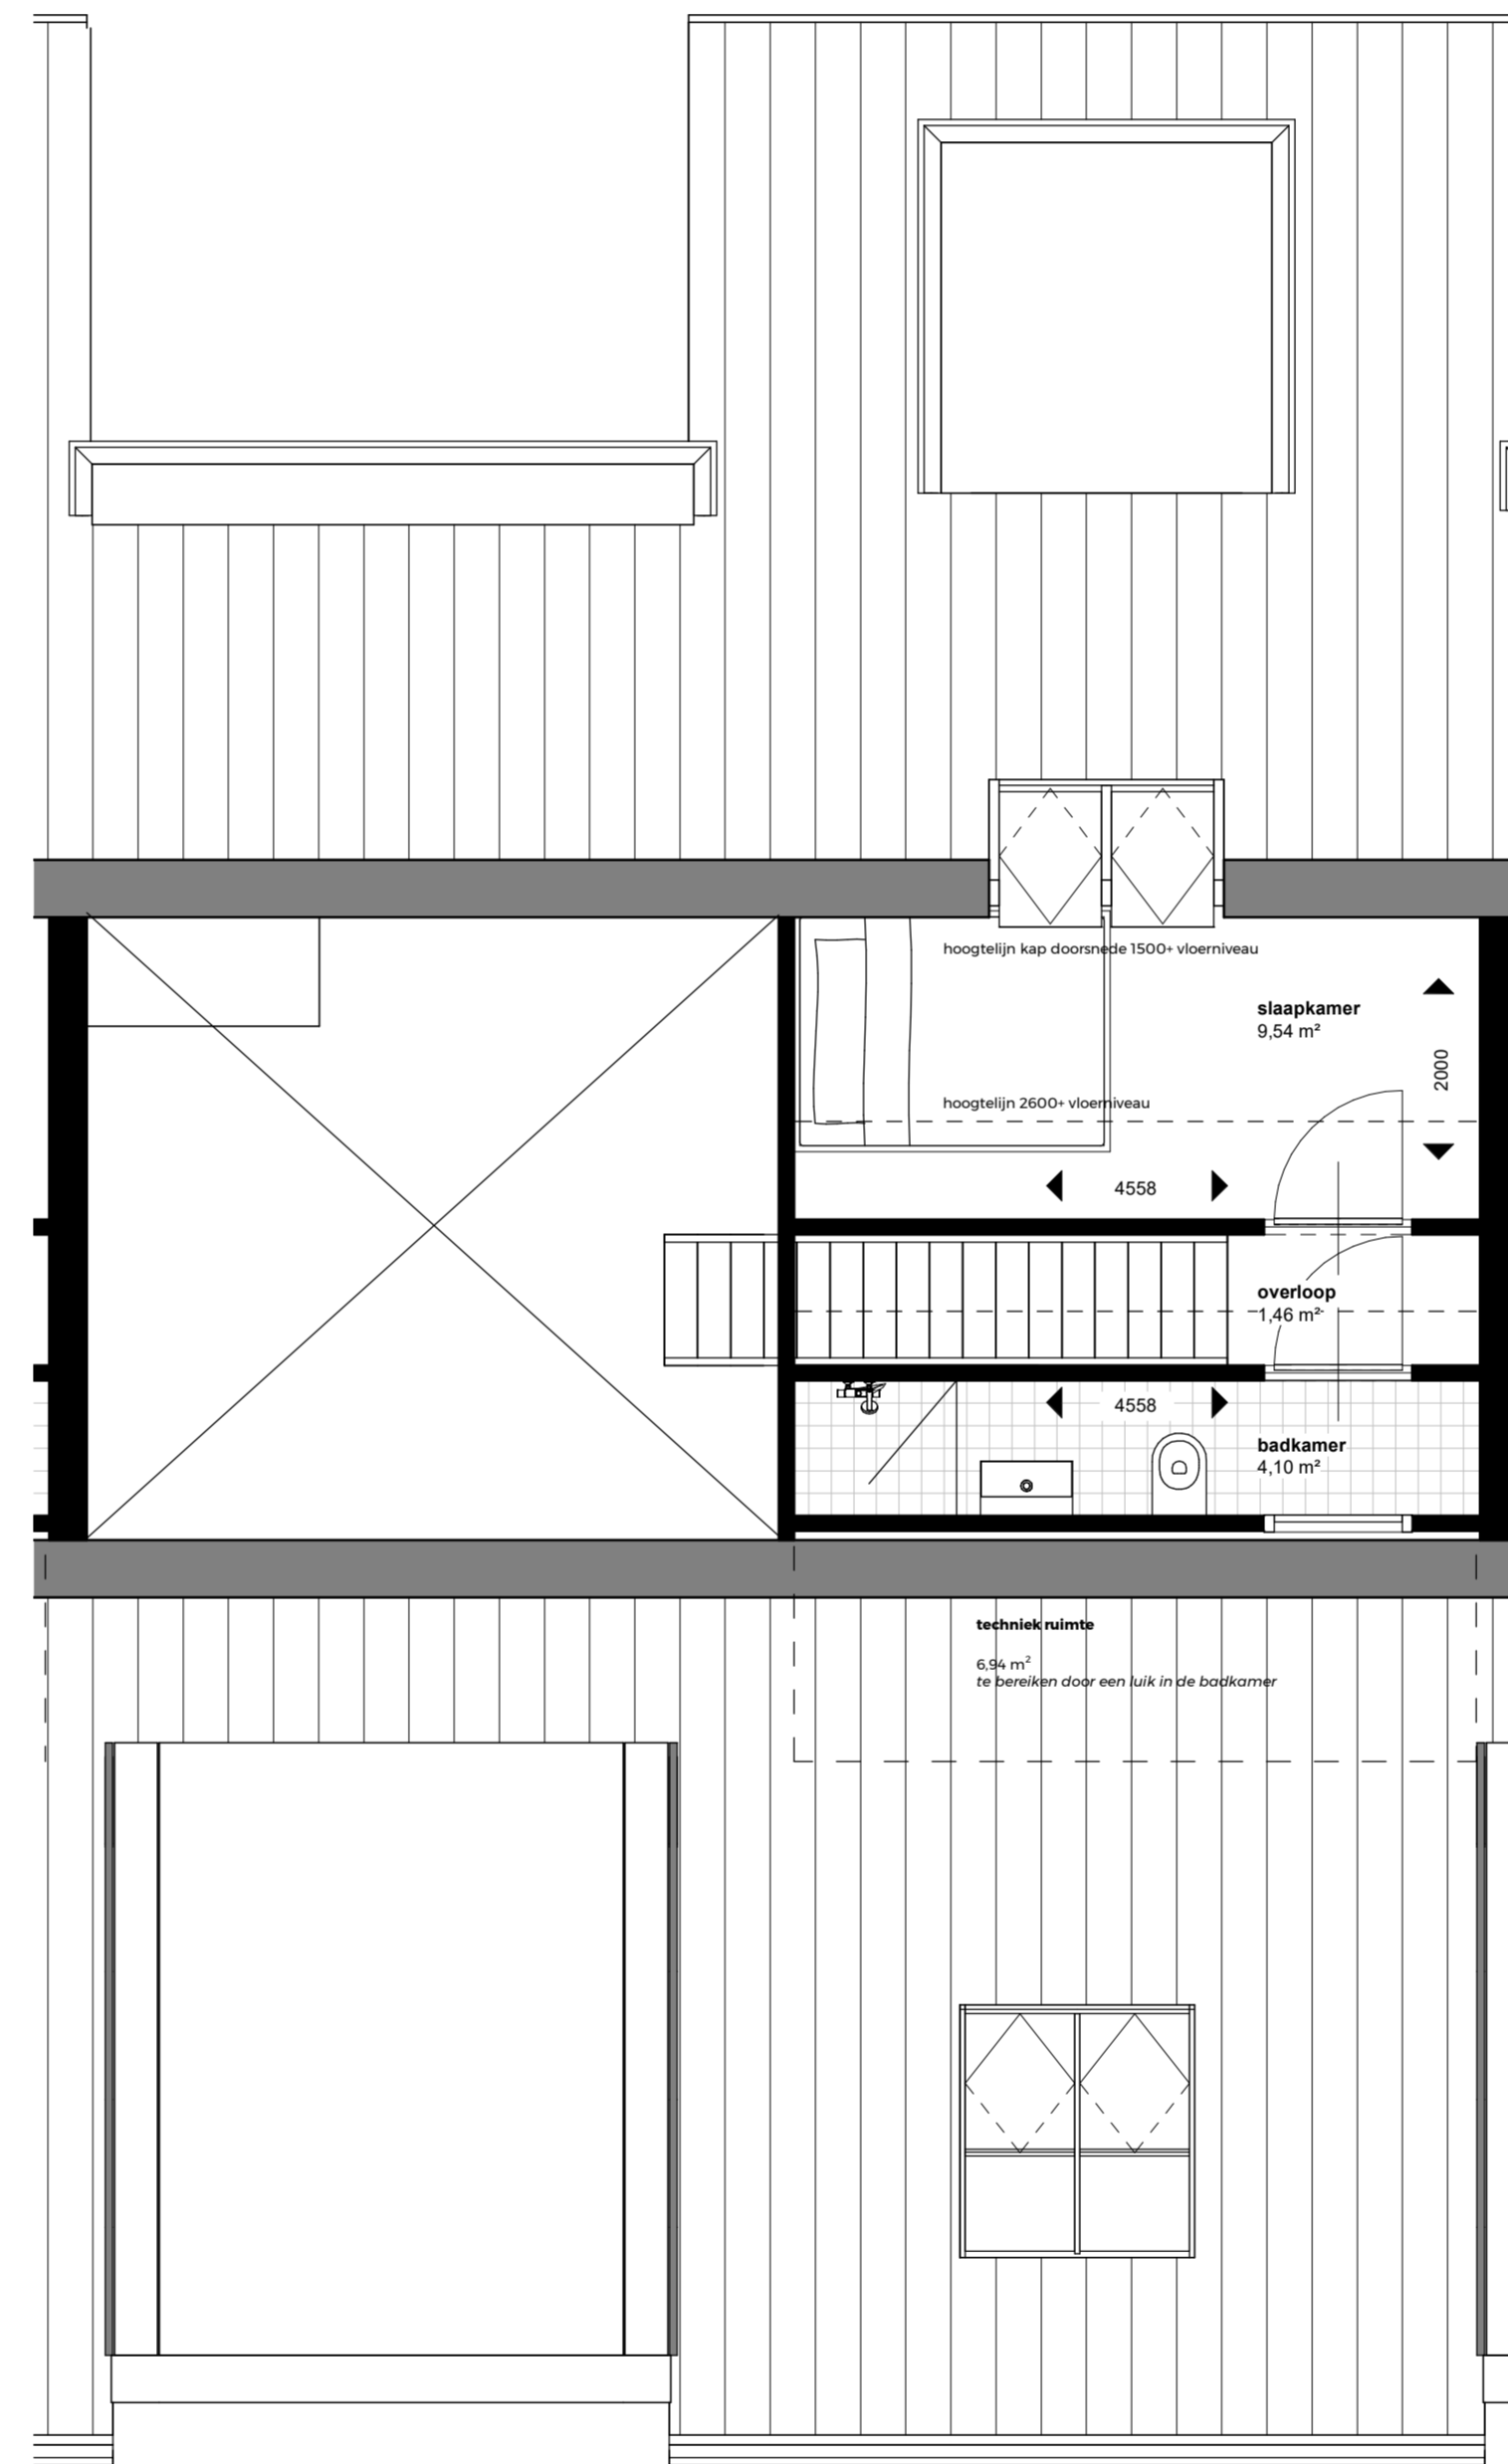 hoogtelijn kap doorsnede 1500+ vloerniveau
slaapkamer
9,54 m²
2000
hoogtelijn 2600+ vloerniveau
4558
overloop
1,46 m²
4558
badkamer
4,10 m²
techniek ruimte
6,94 m²
te bereiken door een luik in de badkamer